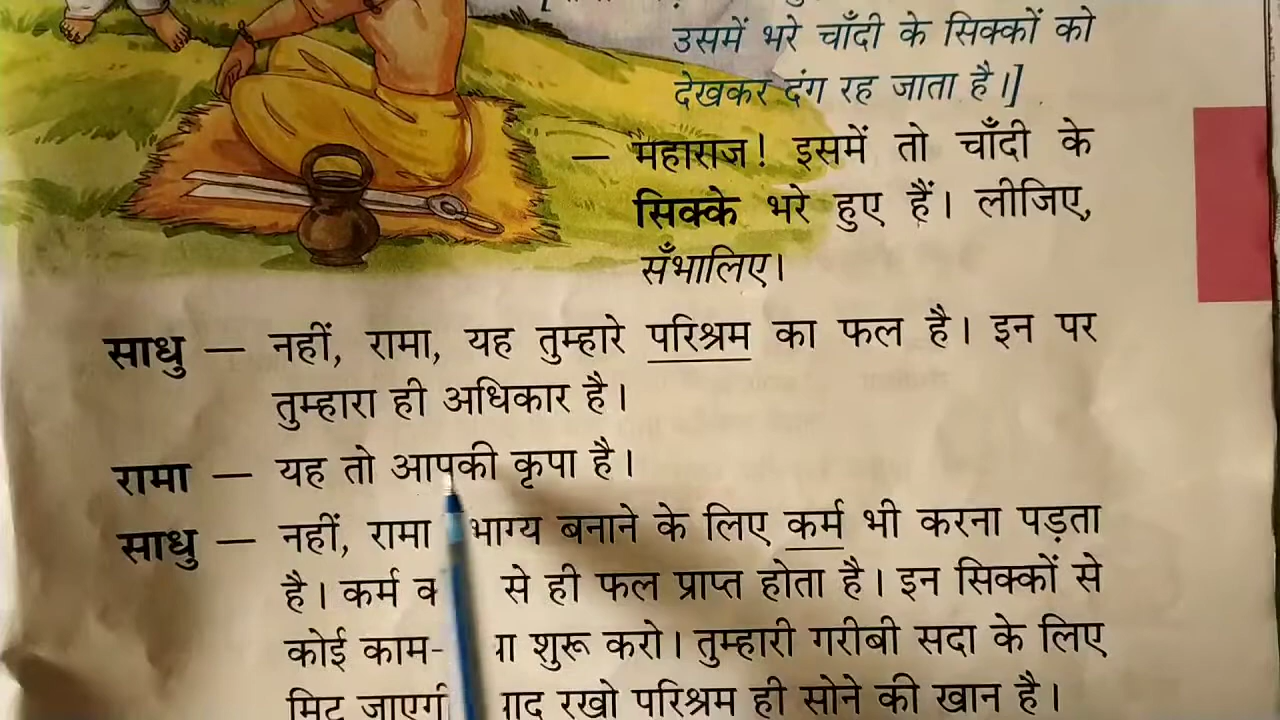 उसमें भरे चाँदी के सिक्कों को
देखकर दंग रह जाता है।]
— महाराज! इसमें तो चाँदी के
सिक्के भरे हुए हैं। लीजिए,
सँभालिए।
साधु — नहीं, रामा, यह तुम्हारे परिश्रम का फल है। इन पर
तुम्हारा ही अधिकार है।
रामा — यह तो आपकी कृपा है।
साधु — नहीं, रामा भाग्य बनाने के लिए कर्म भी करना पड़ता
है। कर्म से ही फल प्राप्त होता है। इन सिक्कों से
कोई काम- शुरू करो। तुम्हारी गरीबी सदा के लिए
मिट रखो परिश्रम ही सोने की खान है।